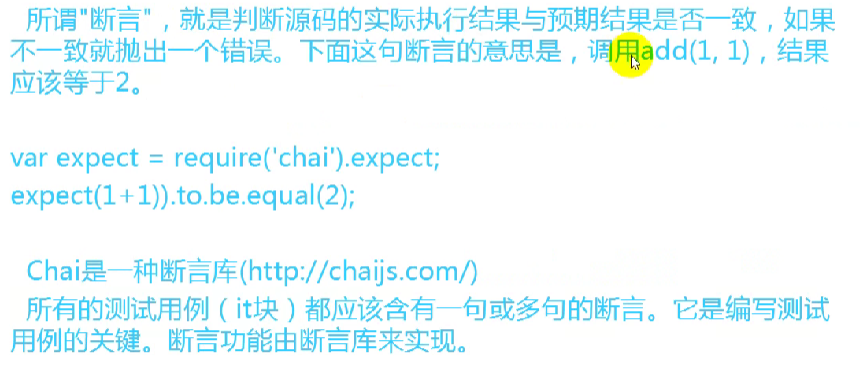 所谓"断言"，就是判断源码的实际执行结果与预期结果是否一致，如果
不一致就抛出一个错误。下面这句断言的意思是，调用add(1, 1)，结果
应该等于2。
var expect = require('chai').expect;
expect(1+1)).to.be.equal(2);
Chai是一种断言库(http://chaijs.com/)
所有的测试用例（it块）都应该含有一句或多句的断言。它是编写测试
用例的关键。断言功能由断言库来实现。